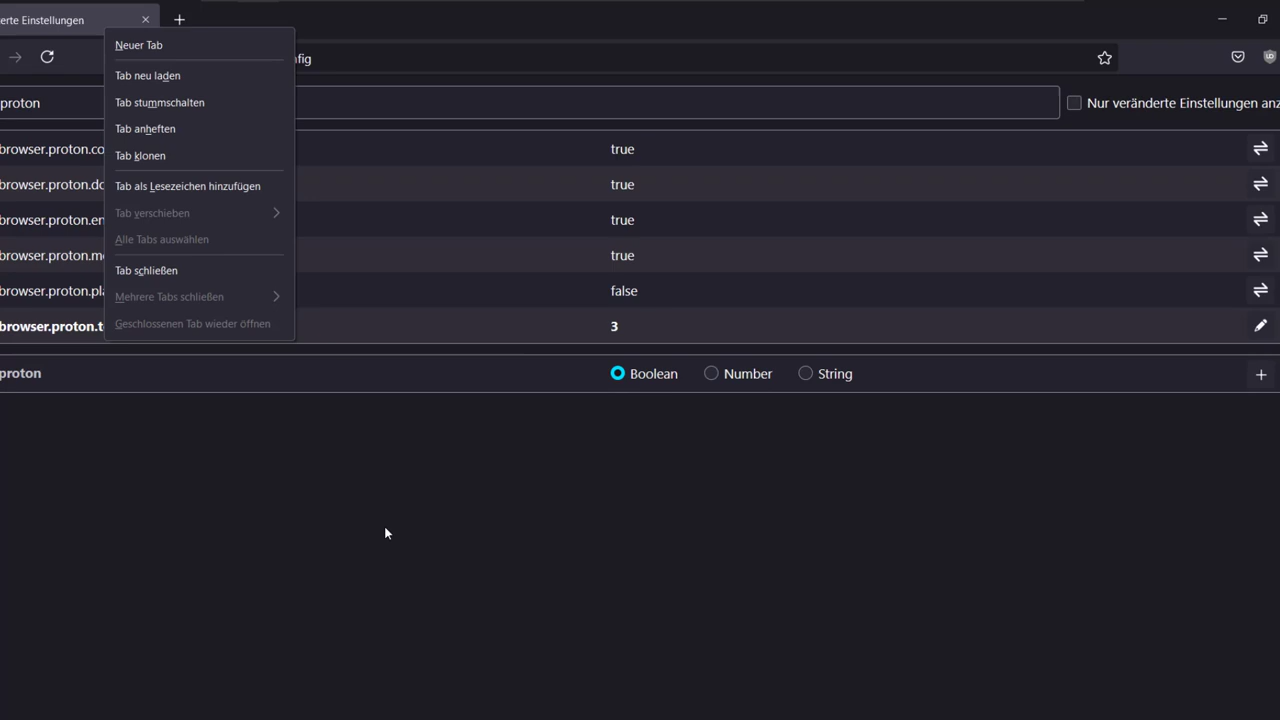 erte Einstellungen
Neuer Tab
Tab neu laden
Tab stummschalten
Tab anheften
Tab klonen
Tab als Lesezeichen hinzufügen
Tab verschieben
Alle Tabs auswählen
Tab schließen
Mehrere Tabs schließen
Geschlossenen Tab wieder öffnen
nfig
proton
Nur veränderte Einstellungen anz
browser.proton.co true
browser.proton.do true
browser.proton.en true
browser.proton.mo true
browser.proton.pla false
browser.proton.t 3
proton Boolean Number String